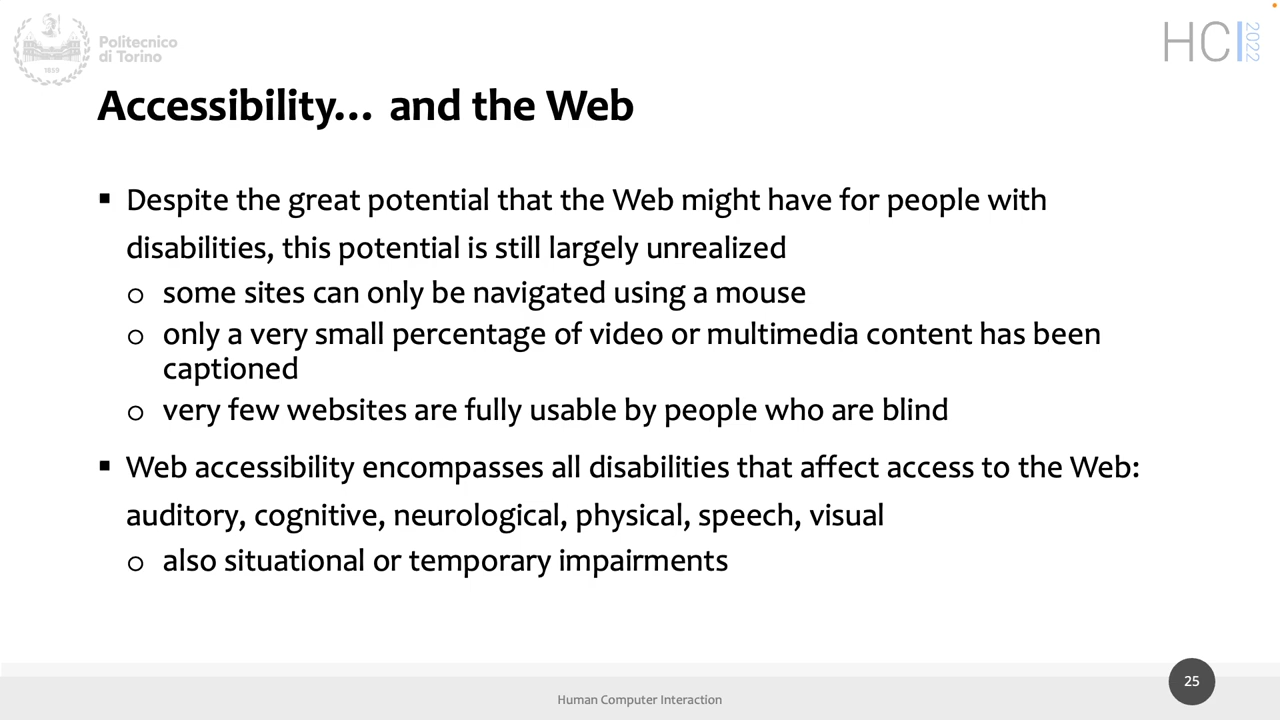 Politecnico
di Torino
1859
HCI 2022
Accessibility... and the Web
▪ Despite the great potential that the Web might have for people with
disabilities, this potential is still largely unrealized
o some sites can only be navigated using a mouse
o only a very small percentage of video or multimedia content has been
captioned
o very few websites are fully usable by people who are blind
▪ Web accessibility encompasses all disabilities that affect access to the Web:
auditory, cognitive, neurological, physical, speech, visual
o also situational or temporary impairments
25
Human Computer Interaction